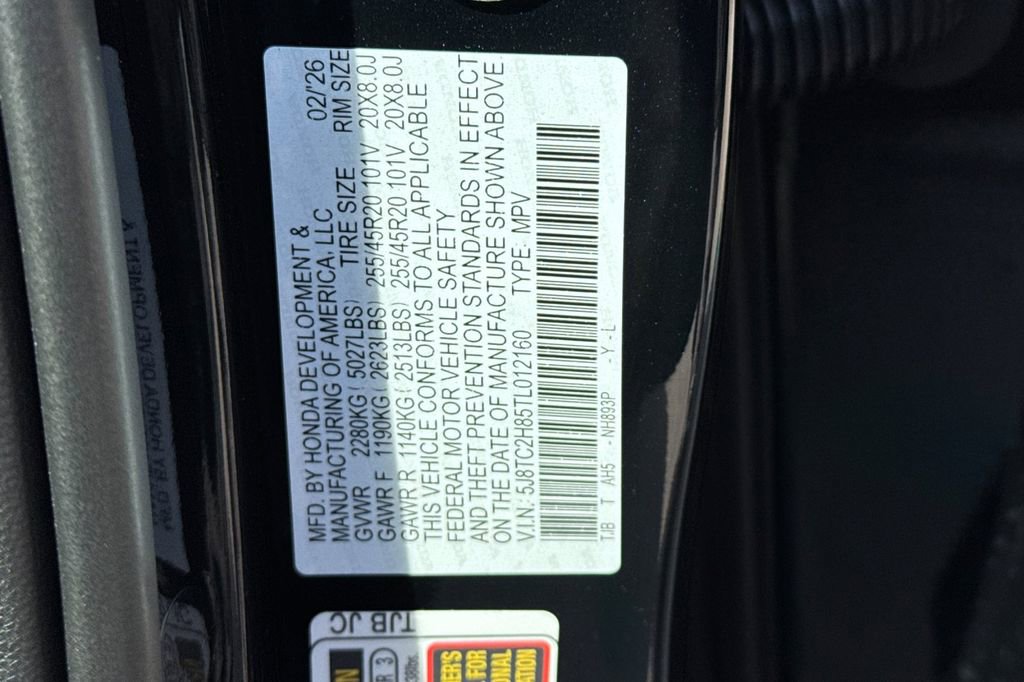 MFD. BY HONDA DEVELOPMENT & 02/'26
MANUFACTURING OF AMERICA, LLC RIM SIZE
GVWR 2280KG ( 5027LBS) TIRE SIZE
GAWR F 1190KG ( 2623LBS) 255/45R20 101V 20X8.0J
GAWR R 1140KG ( 2513LBS) 255/45R20 101V 20X8.0J
THIS VEHICLE CONFORMS TO ALL APPLICABLE
FEDERAL MOTOR VEHICLE SAFETY
AND THEFT PREVENTION STANDARDS IN EFFECT
ON THE DATE OF MANUFACTURE SHOWN ABOVE
V.I.N.: 5J8TC2H85TL012160 TYPE: MPV
TJB T AH5 - NH893P - Y - L
TJB JC